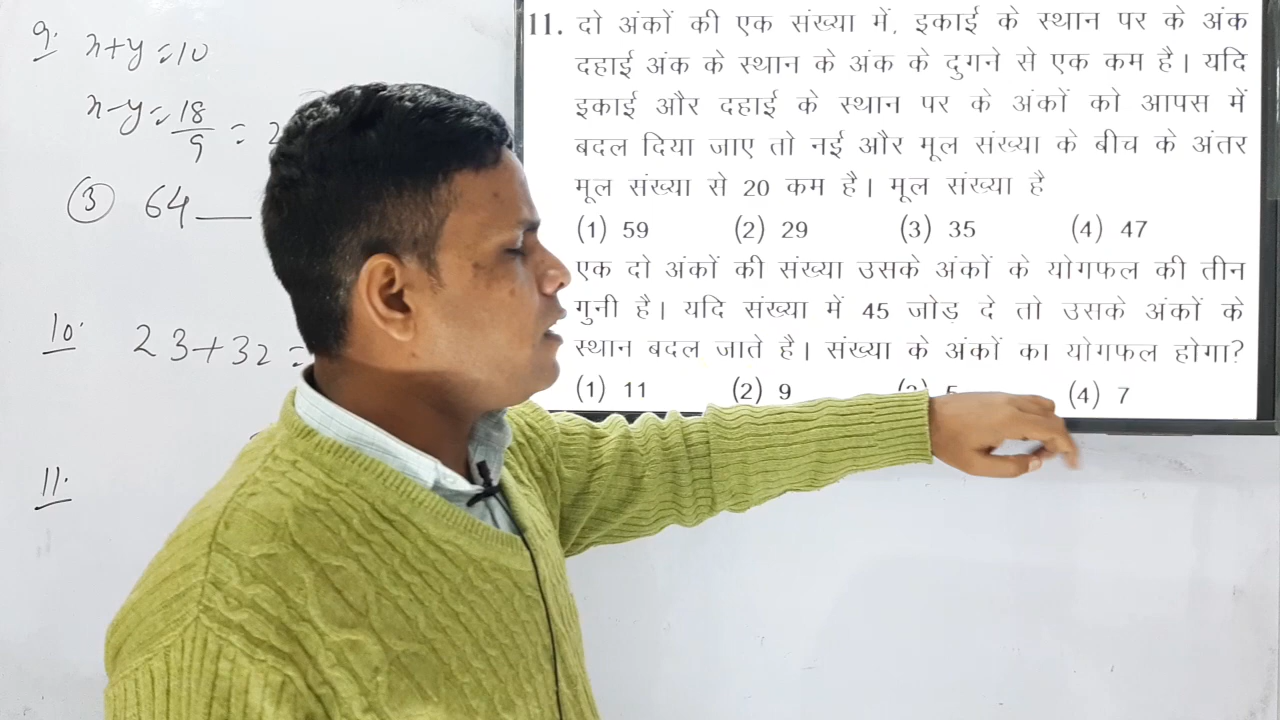 9. x+y=10
x-y=18/9=2
③ 64
10. 23+32=
11.
11. दो अंकों की एक संख्या में, इकाई के स्थान पर के अंक
दहाई अंक के स्थान के अंक के दुगने से एक कम है। यदि
इकाई और दहाई के स्थान पर के अंकों को आपस में
बदल दिया जाए तो नई और मूल संख्या के बीच के अंतर
मूल संख्या से 20 कम है। मूल संख्या है
(1) 59 (2) 29 (3) 35 (4) 47
एक दो अंकों की संख्या उसके अंकों के योगफल की तीन
गुनी है। यदि संख्या में 45 जोड़ दे तो उसके अंकों के
स्थान बदल जाते है। संख्या के अंकों का योगफल होगा?
(1) 11 (2) 9 (3) 5 (4) 7